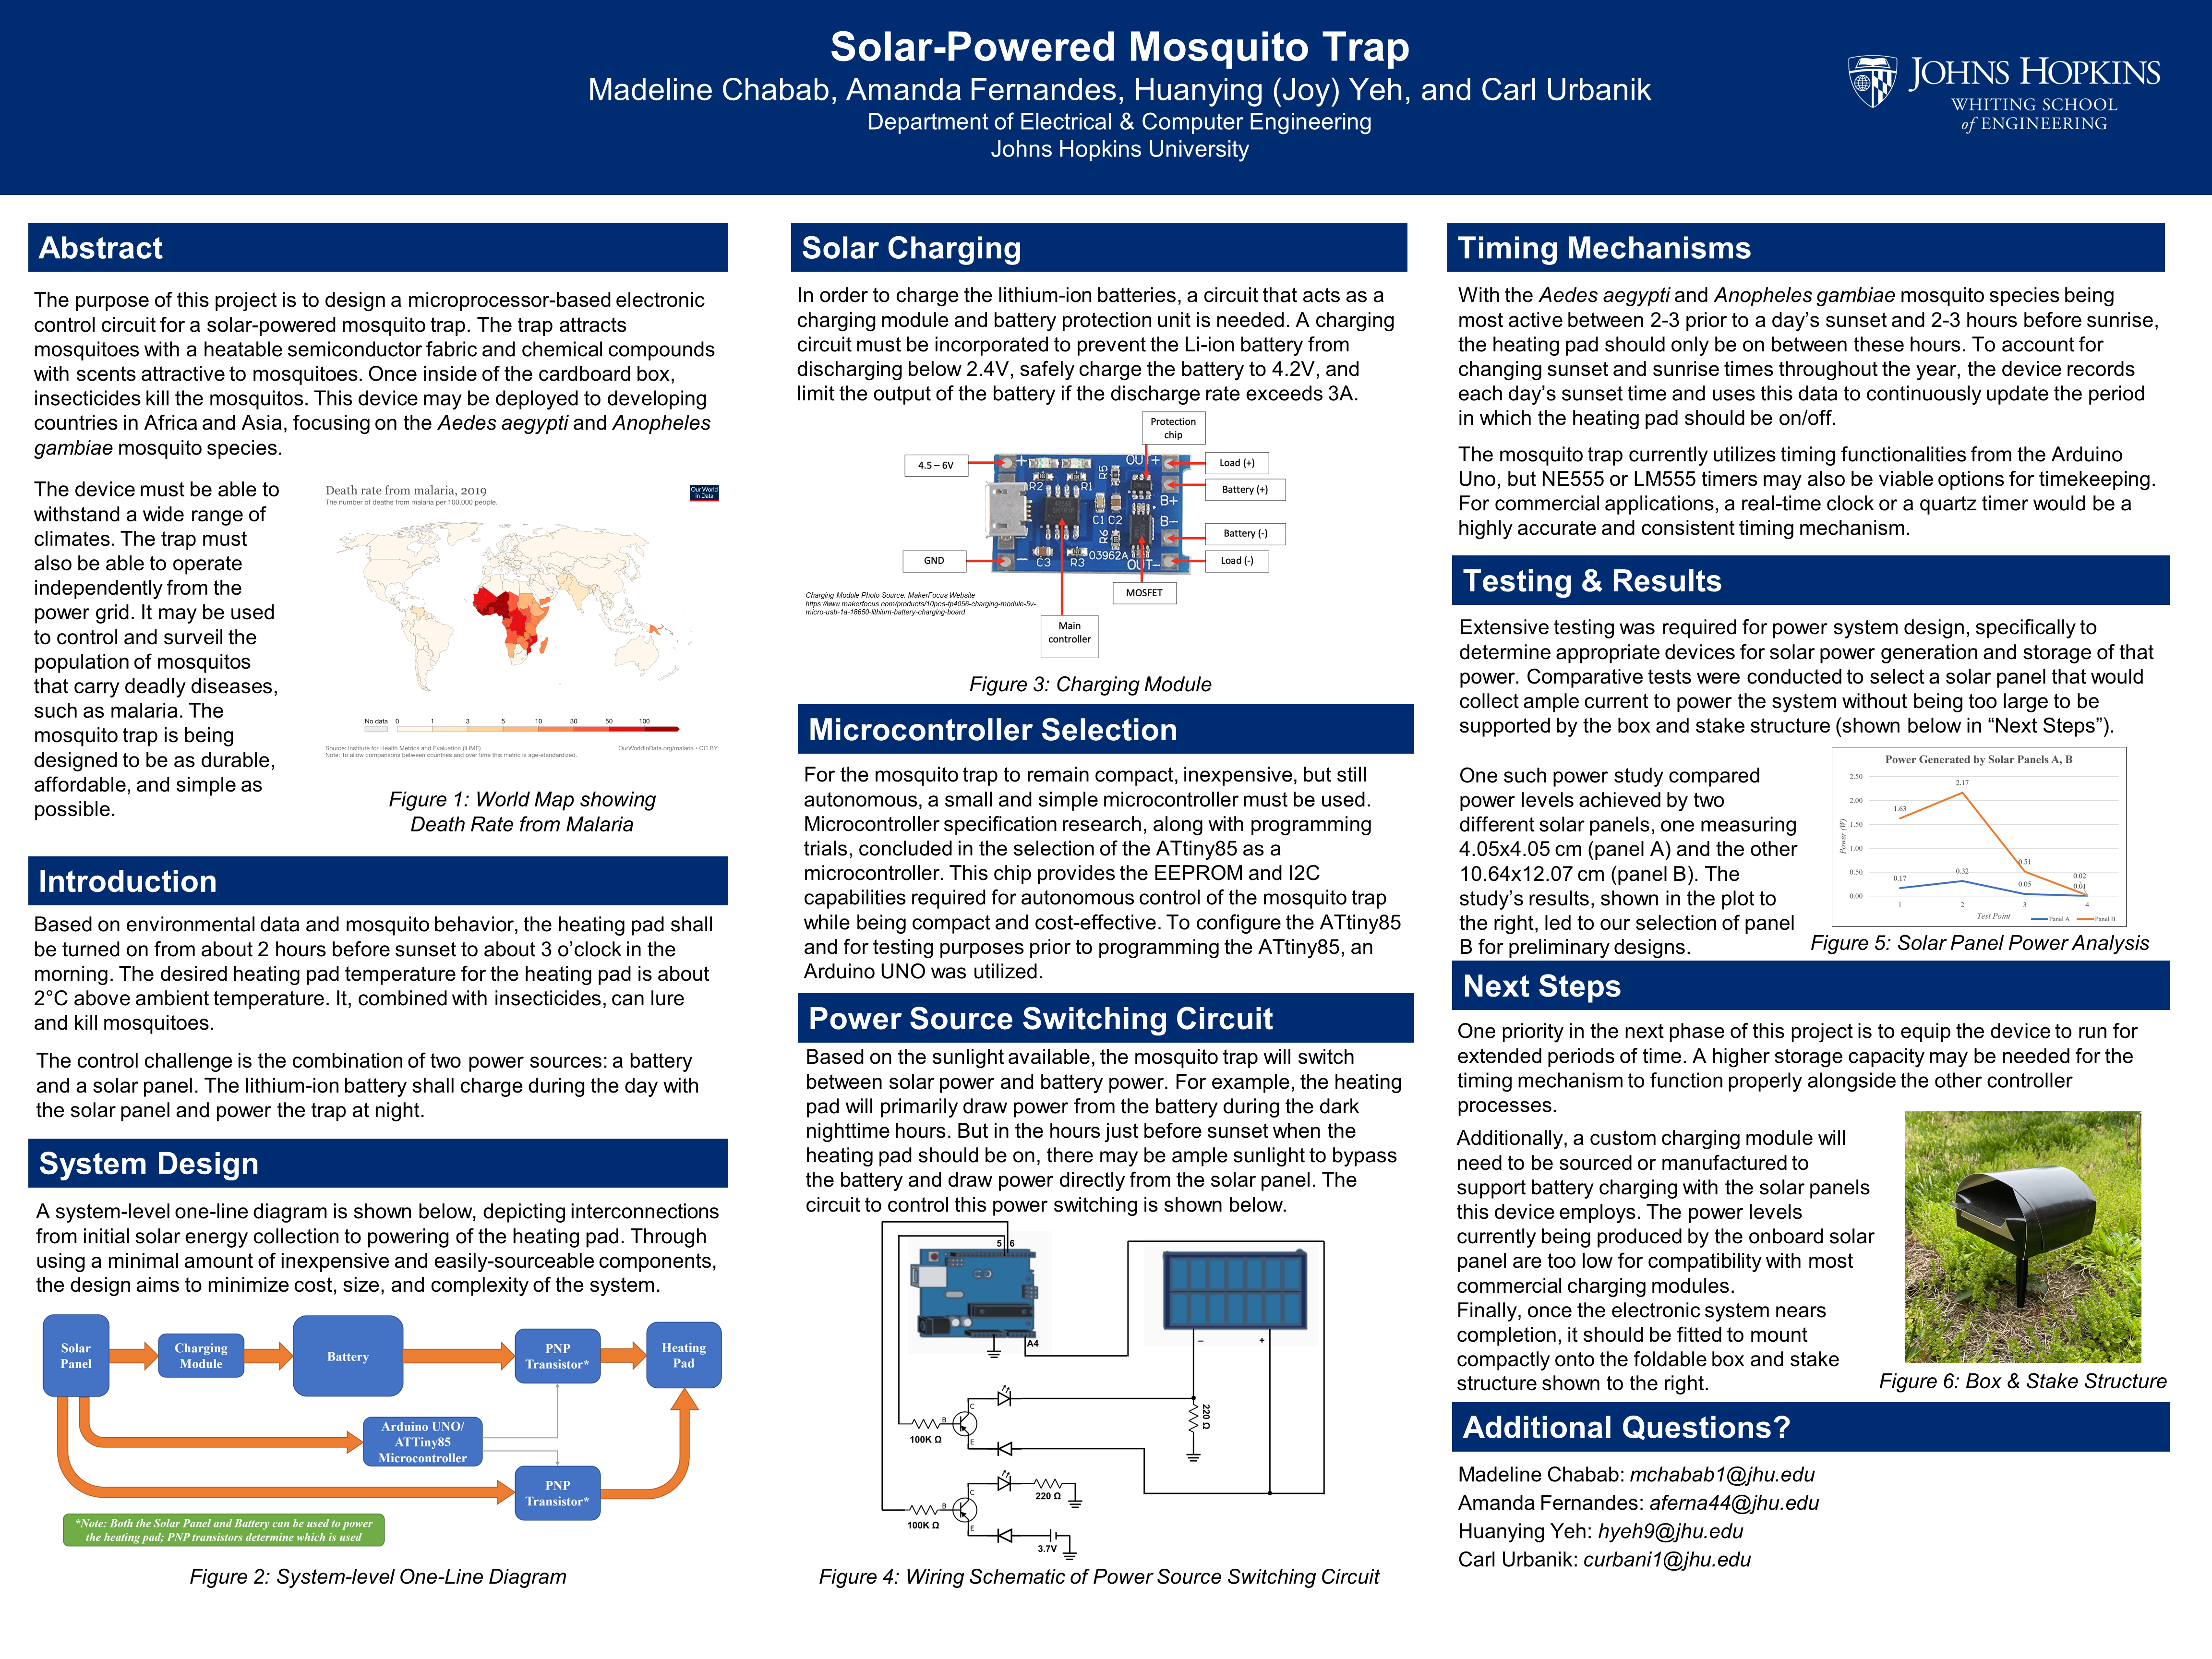 Solar-Powered Mosquito Trap
Madeline Chabab, Amanda Fernandes, Huanying (Joy) Yeh, and Carl Urbanik
Department of Electrical & Computer Engineering
Johns Hopkins University
JOHNS HOPKINS
WHITING SCHOOL
of ENGINEERING
Abstract
The purpose of this project is to design a microprocessor-based electronic
control circuit for a solar-powered mosquito trap. The trap attracts
mosquitoes with a heatable semiconductor fabric and chemical compounds
with scents attractive to mosquitoes. Once inside of the cardboard box,
insecticides kill the mosquitos. This device may be deployed to developing
countries in Africa and Asia, focusing on the Aedes aegypti and Anopheles
gambiae mosquito species.
The device must be able to
withstand a wide range of
climates. The trap must
also be able to operate
independently from the
power grid. It may be used
to control and surveil the
population of mosquitos
that carry deadly diseases,
such as malaria. The
mosquito trap is being
designed to be as durable,
affordable, and simple as
possible.
Death rate from malaria, 2019
The number of deaths from malaria per 100,000 people.
Our World
in Data
No data 0 1 3 5 10 30 50 100
Source: Institute for Health Metrics and Evaluation (IHME)
OurWorldInData.org/malaria • CC BY
Note: To allow comparisons between countries and over time this metric is age-standardized.
Figure 1: World Map showing
Death Rate from Malaria
Introduction
Based on environmental data and mosquito behavior, the heating pad shall
be turned on from about 2 hours before sunset to about 3 o'clock in the
morning. The desired heating pad temperature for the heating pad is about
2°C above ambient temperature. It, combined with insecticides, can lure
and kill mosquitoes.
The control challenge is the combination of two power sources: a battery
and a solar panel. The lithium-ion battery shall charge during the day with
the solar panel and power the trap at night.
System Design
A system-level one-line diagram is shown below, depicting interconnections
from initial solar energy collection to powering of the heating pad. Through
using a minimal amount of inexpensive and easily-sourceable components,
the design aims to minimize cost, size, and complexity of the system.
Solar
Panel
Charging
Module
Battery
PNP
Transistor*
Heating
Pad
Arduino UNO/
ATTiny85
Microcontroller
PNP
Transistor*
*Note: Both the Solar Panel and Battery can be used to power
the heating pad; PNP transistors determine which is used
Figure 2: System-level One-Line Diagram
Solar Charging
In order to charge the lithium-ion batteries, a circuit that acts as a
charging module and battery protection unit is needed. A charging
circuit must be incorporated to prevent the Li-ion battery from
discharging below 2.4V, safely charge the battery to 4.2V, and
limit the output of the battery if the discharge rate exceeds 3A.
Protection
chip
4.5 – 6V
Load (+)
Battery (+)
Battery (-)
GND
Load (-)
MOSFET
Main
controller
+ OUT+
R5
R2 R1
B+
C1 C2
B-
R6
03962A
− C3 R3 OUT-
Charging Module Photo Source: MakerFocus Website
https://www.makerfocus.com/products/10pcs-tp4056-charging-module-5v-
micro-usb-1a-18650-lithium-battery-charging-board
Figure 3: Charging Module
Microcontroller Selection
For the mosquito trap to remain compact, inexpensive, but still
autonomous, a small and simple microcontroller must be used.
Microcontroller specification research, along with programming
trials, concluded in the selection of the ATtiny85 as a
microcontroller. This chip provides the EEPROM and I2C
capabilities required for autonomous control of the mosquito trap
while being compact and cost-effective. To configure the ATtiny85
and for testing purposes prior to programming the ATtiny85, an
Arduino UNO was utilized.
Power Source Switching Circuit
Based on the sunlight available, the mosquito trap will switch
between solar power and battery power. For example, the heating
pad will primarily draw power from the battery during the dark
nighttime hours. But in the hours just before sunset when the
heating pad should be on, there may be ample sunlight to bypass
the battery and draw power directly from the solar panel. The
circuit to control this power switching is shown below.
5 6
A4
− +
C
B
E
100K Ω
220 Ω
C
B
E
100K Ω
220 Ω
3.7V
Figure 4: Wiring Schematic of Power Source Switching Circuit
Timing Mechanisms
With the Aedes aegypti and Anopheles gambiae mosquito species being
most active between 2-3 prior to a day's sunset and 2-3 hours before sunrise,
the heating pad should only be on between these hours. To account for
changing sunset and sunrise times throughout the year, the device records
each day's sunset time and uses this data to continuously update the period
in which the heating pad should be on/off.
The mosquito trap currently utilizes timing functionalities from the Arduino
Uno, but NE555 or LM555 timers may also be viable options for timekeeping.
For commercial applications, a real-time clock or a quartz timer would be a
highly accurate and consistent timing mechanism.
Testing & Results
Extensive testing was required for power system design, specifically to
determine appropriate devices for solar power generation and storage of that
power. Comparative tests were conducted to select a solar panel that would
collect ample current to power the system without being too large to be
supported by the box and stake structure (shown below in “Next Steps”).
One such power study compared
power levels achieved by two
different solar panels, one measuring
4.05x4.05 cm (panel A) and the other
10.64x12.07 cm (panel B). The
study's results, shown in the plot to
the right, led to our selection of panel
B for preliminary designs.
Power Generated by Solar Panels A, B
2.50
2.00
1.50
1.00
0.50
0.00
Power (W)
1.63
2.17
0.51
0.02
0.17
0.32
0.05
0.01
1 2 3 4
Test Point
Panel A Panel B
Figure 5: Solar Panel Power Analysis
Next Steps
One priority in the next phase of this project is to equip the device to run for
extended periods of time. A higher storage capacity may be needed for the
timing mechanism to function properly alongside the other controller
processes.
Additionally, a custom charging module will
need to be sourced or manufactured to
support battery charging with the solar panels
this device employs. The power levels
currently being produced by the onboard solar
panel are too low for compatibility with most
commercial charging modules.
Finally, once the electronic system nears
completion, it should be fitted to mount
compactly onto the foldable box and stake
structure shown to the right.
Figure 6: Box & Stake Structure
Additional Questions?
Madeline Chabab: mchabab1@jhu.edu
Amanda Fernandes: aferna44@jhu.edu
Huanying Yeh: hyeh9@jhu.edu
Carl Urbanik: curbani1@jhu.edu